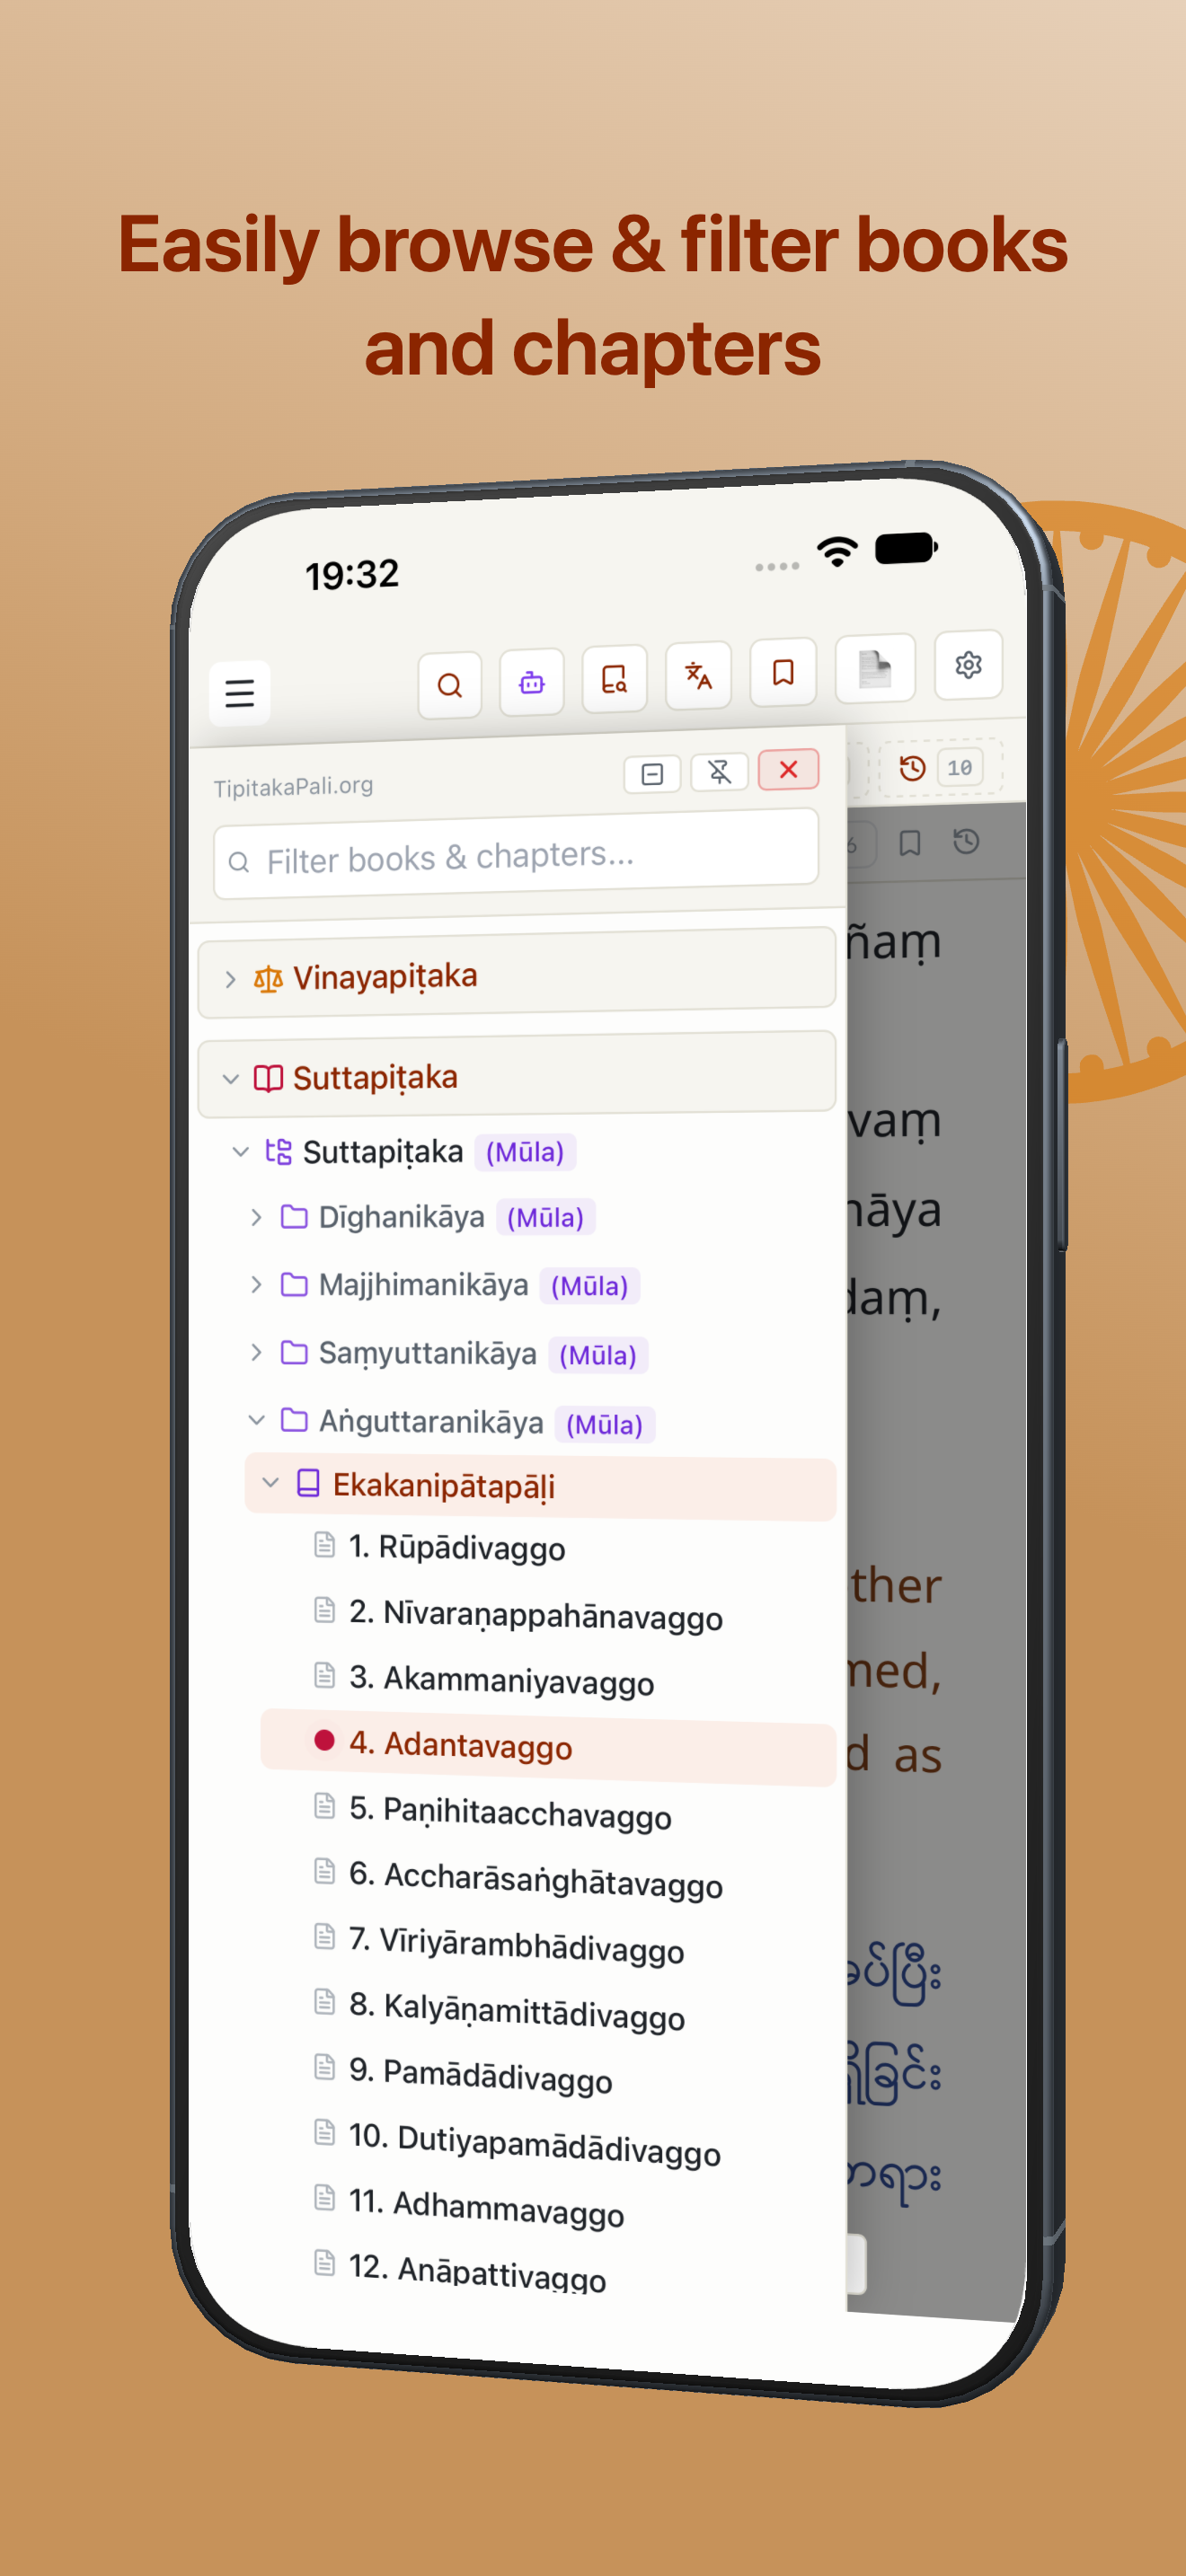 Easily browse & filter books
and chapters
19:32
TipitakaPali.org
10
Filter books & chapters...
Vinayapiṭaka
Suttapiṭaka
Suttapiṭaka (Mūla)
Dīghanikāya (Mūla)
Majjhimanikāya (Mūla)
Saṃyuttanikāya (Mūla)
Aṅguttaranikāya (Mūla)
Ekakanipātapāḷi
1. Rūpādivaggo
2. Nīvaraṇappahānavaggo
3. Akammaniyavaggo
4. Adantavaggo
5. Paṇihitaacchavaggo
6. Accharāsaṅghātavaggo
7. Vīriyārambhādivaggo
8. Kalyāṇamittādivaggo
9. Pamādādivaggo
10. Dutiyapamādādivaggo
11. Adhammavaggo
12. Anāpattivaggo
ñaṃ
vaṃ
nāya
daṃ,
ther
med,
d as